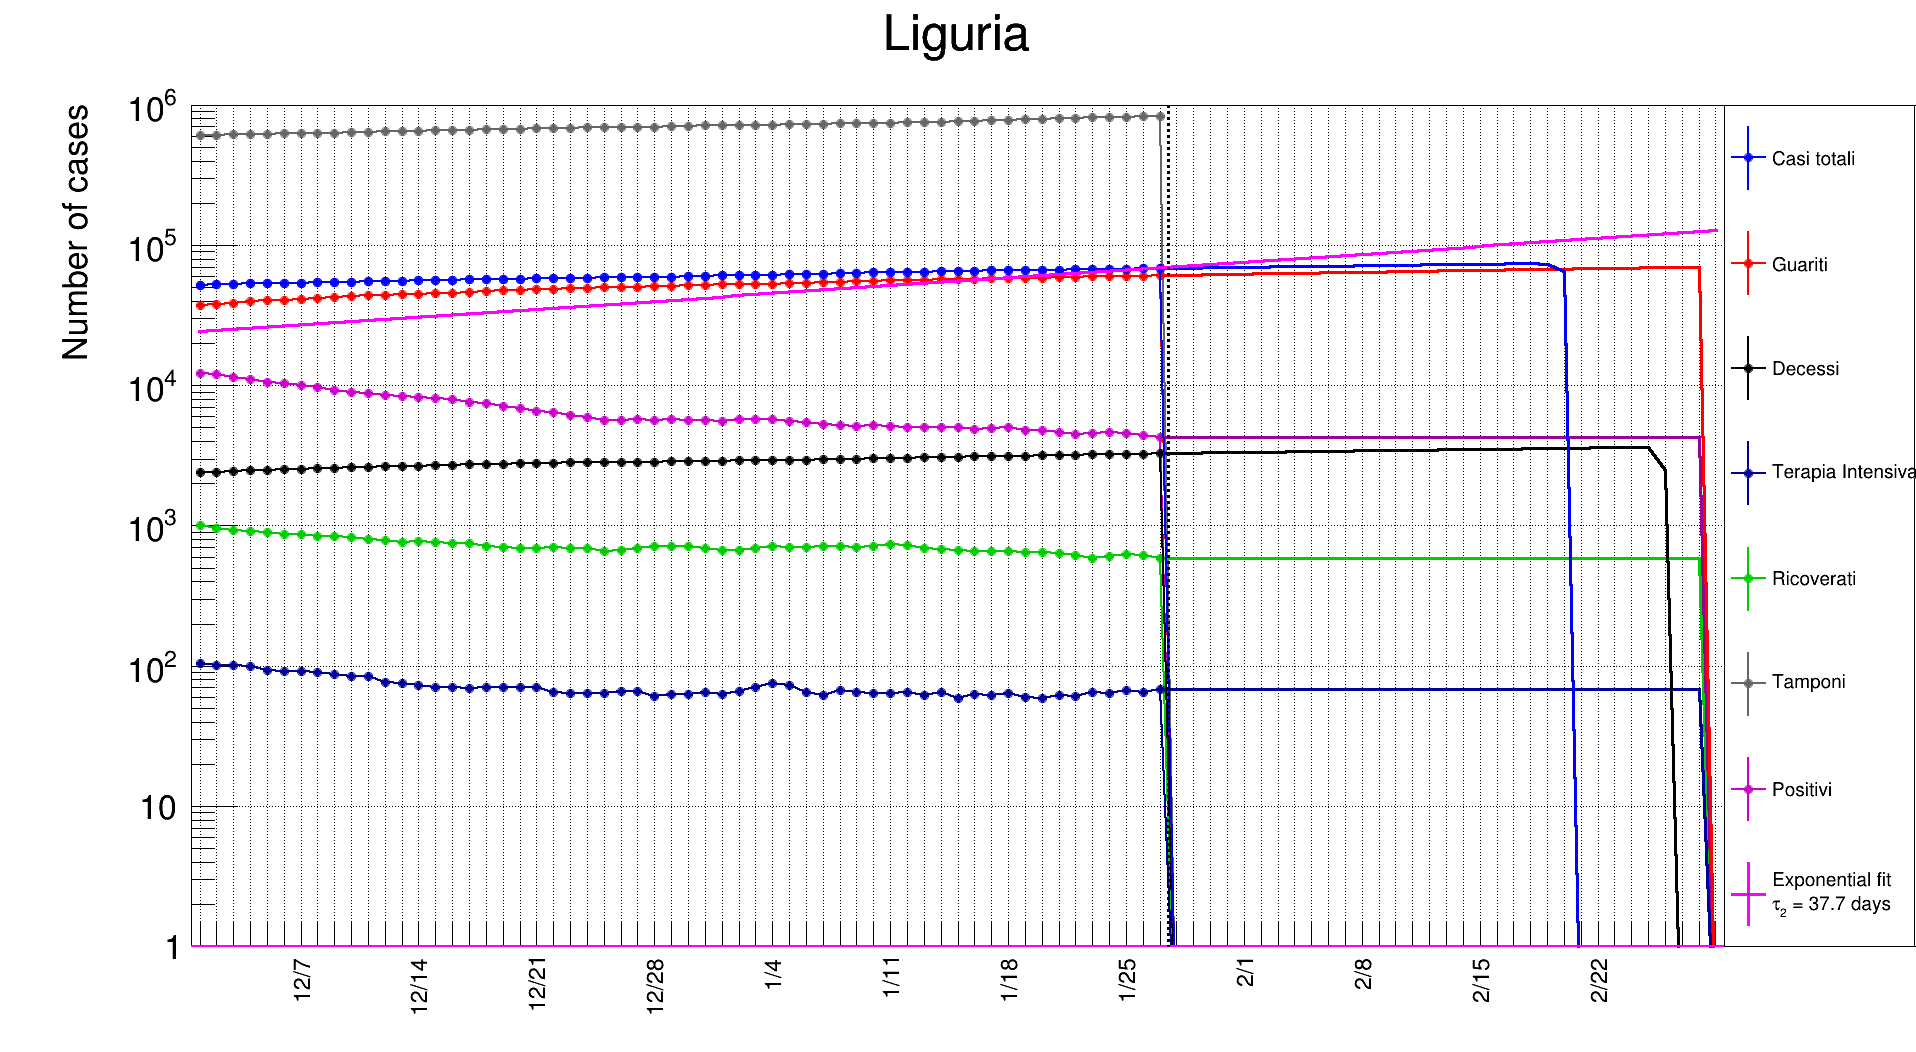 Liguria
Number of cases
10^6
10^5
10^4
10^3
10^2
10
1
12/7
12/14
12/21
12/28
1/4
1/11
1/18
1/25
2/1
2/8
2/15
2/22
Casi totali
Guariti
Decessi
Terapia Intensiva
Ricoverati
Tamponi
Positivi
Exponential fit
τ₂ = 37.7 days